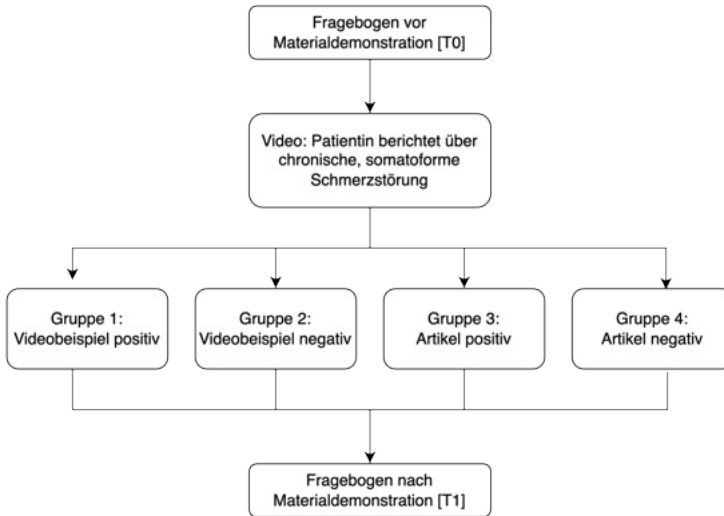 Fragebogen vor
Materialdemonstration [T0]
Video: Patientin berichtet über
chronische, somatoforme
Schmerzstörung
Gruppe 1:
Videobeispiel positiv
Gruppe 2:
Videobeispiel negativ
Gruppe 3:
Artikel positiv
Gruppe 4:
Artikel negativ
Fragebogen nach
Materialdemonstration [T1]